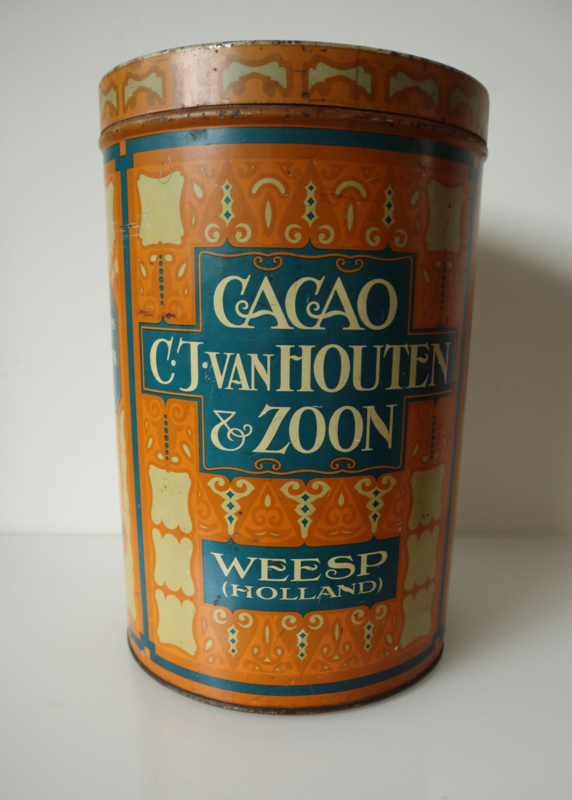 CACAO
C·J·VAN HOUTEN
& ZOON
WEESP
(HOLLAND)